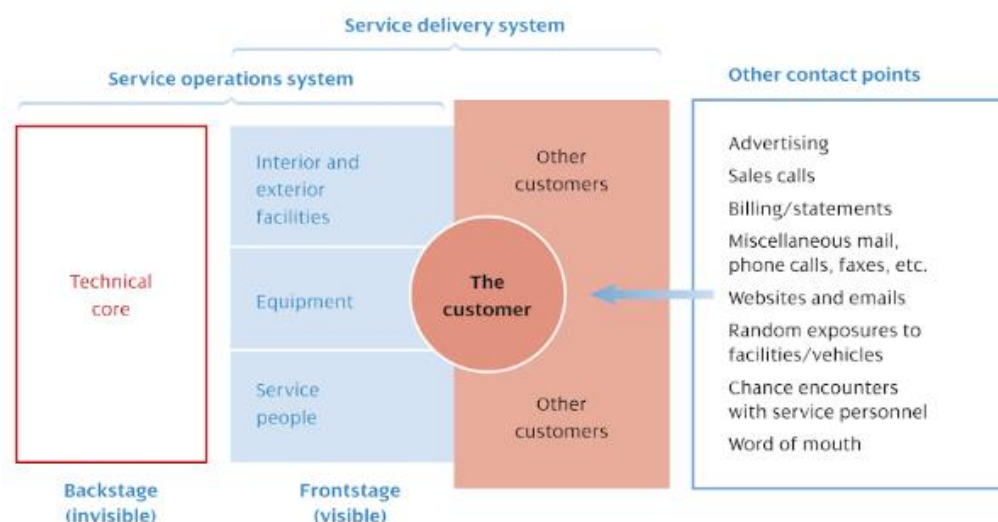 Service delivery system
Service operations system
Other contact points
Technical
core
Backstage
(invisible)
Interior and
exterior
facilities
Equipment
Service
people
Frontstage
(visible)
Other
customers
The
customer
Other
customers
Advertising
Sales calls
Billing/statements
Miscellaneous mail,
phone calls, faxes, etc.
Websites and emails
Random exposures to
facilities/vehicles
Chance encounters
with service personnel
Word of mouth